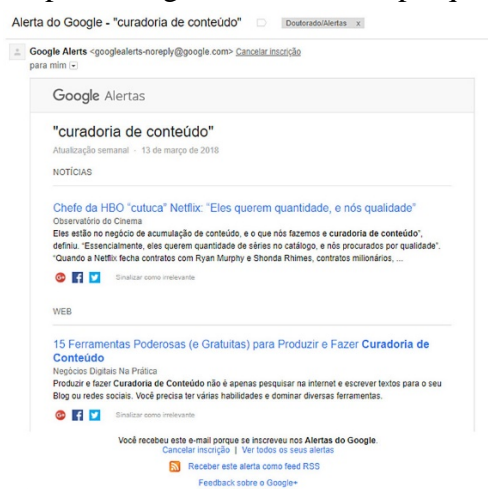 Alerta do Google - "curadoria de conteúdo" Doutorado/Alertas x
Google Alerts <googlealerts-noreply@google.com> Cancelar inscrição
para mim
Google Alertas
"curadoria de conteúdo"
Atualização semanal - 13 de março de 2018
NOTÍCIAS
Chefe da HBO "cutuca" Netflix: "Eles querem quantidade, e nós qualidade"
Observatório do Cinema
Eles estão no negócio de acumulação de conteúdo, e o que nós fazemos e curadoria de conteúdo",
definiu. "Essencialmente, eles querem quantidade de séries no catálogo, e nós procurados por qualidade".
"Quando a Netflix fecha contratos com Ryan Murphy e Shonda Rhimes, contratos milionários, ...
G+ Sinalizar como irrelevante
WEB
15 Ferramentas Poderosas (e Gratuitas) para Produzir e Fazer Curadoria de
Conteúdo
Negócios Digitais Na Prática
Produzir e fazer Curadoria de Conteúdo não é apenas pesquisar na internet e escrever textos para o seu
Blog ou redes sociais. Você precisa ter várias habilidades e dominar diversas ferramentas.
G+ Sinalizar como irrelevante
Você recebeu este e-mail porque se inscreveu nos Alertas do Google.
Cancelar inscrição | Ver todos os seus alertas
Receber este alerta como feed RSS
Feedback sobre o Google+